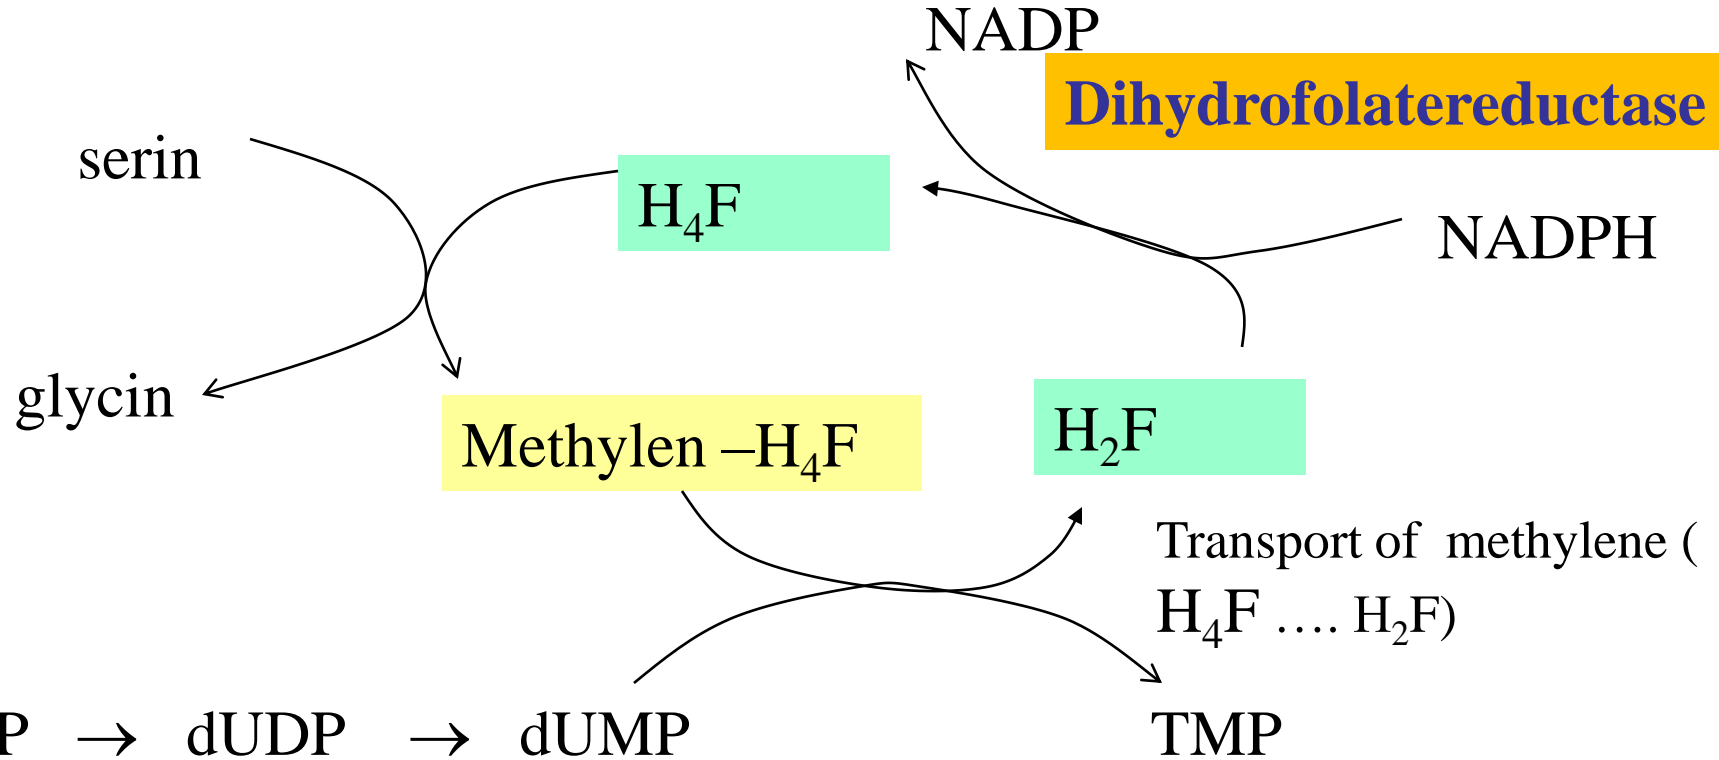 NADP
Dihydrofolatereductase
serin
H₄F
NADPH
glycin
Methylen –H₄F
H₂F
Transport of methylene (
H₄F …. H₂F)
P → dUDP → dUMP
TMP